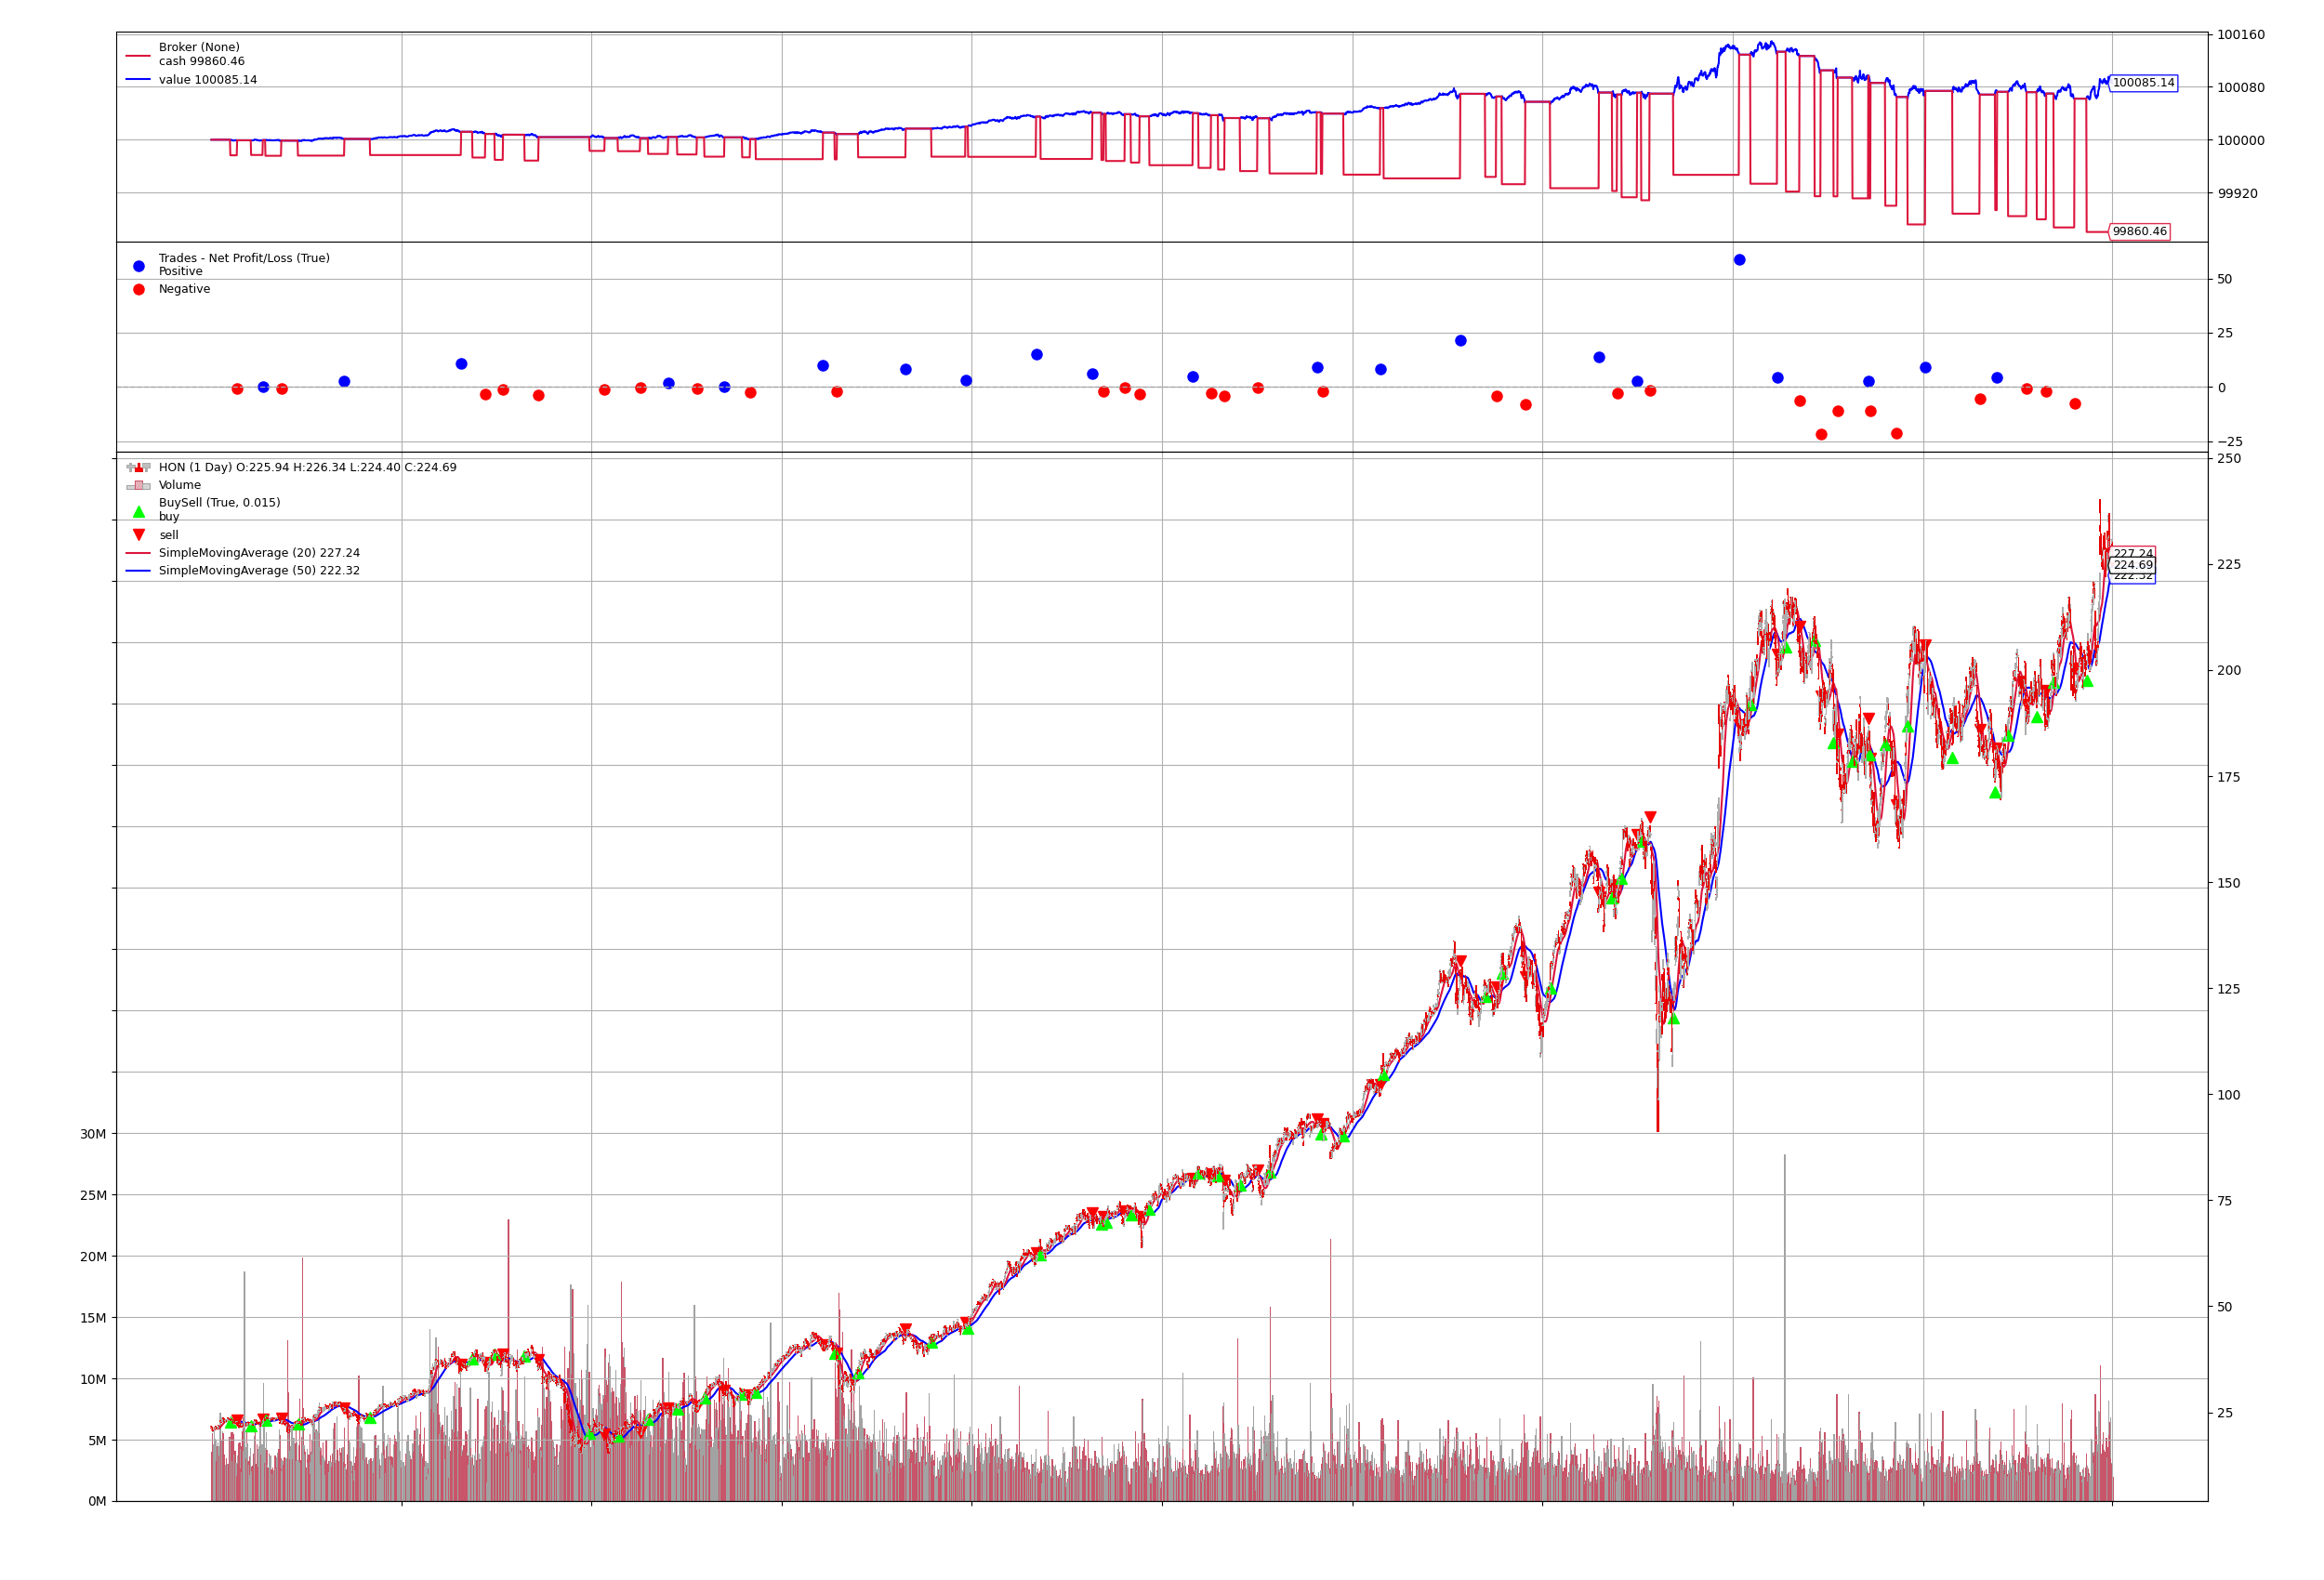 Broker (None)
cash 99860.46
value 100085.14
100160
100085.14
100080
100000
99920
99860.46
Trades - Net Profit/Loss (True)
Positive
Negative
50
25
0
−25
HON (1 Day) O:225.94 H:226.34 L:224.40 C:224.69
Volume
BuySell (True, 0.015)
buy
sell
SimpleMovingAverage (20) 227.24
SimpleMovingAverage (50) 222.32
250
227.24
224.69
222.32
225
200
175
150
125
100
75
50
25
30M
25M
20M
15M
10M
5M
0M